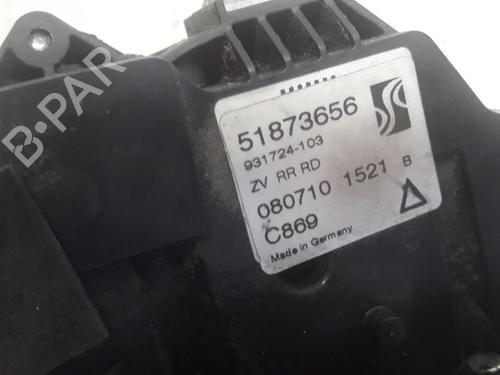 B-PAR
51873656
931724-103
ZV RR RD
080710 1521 B
C869
Made in Germany